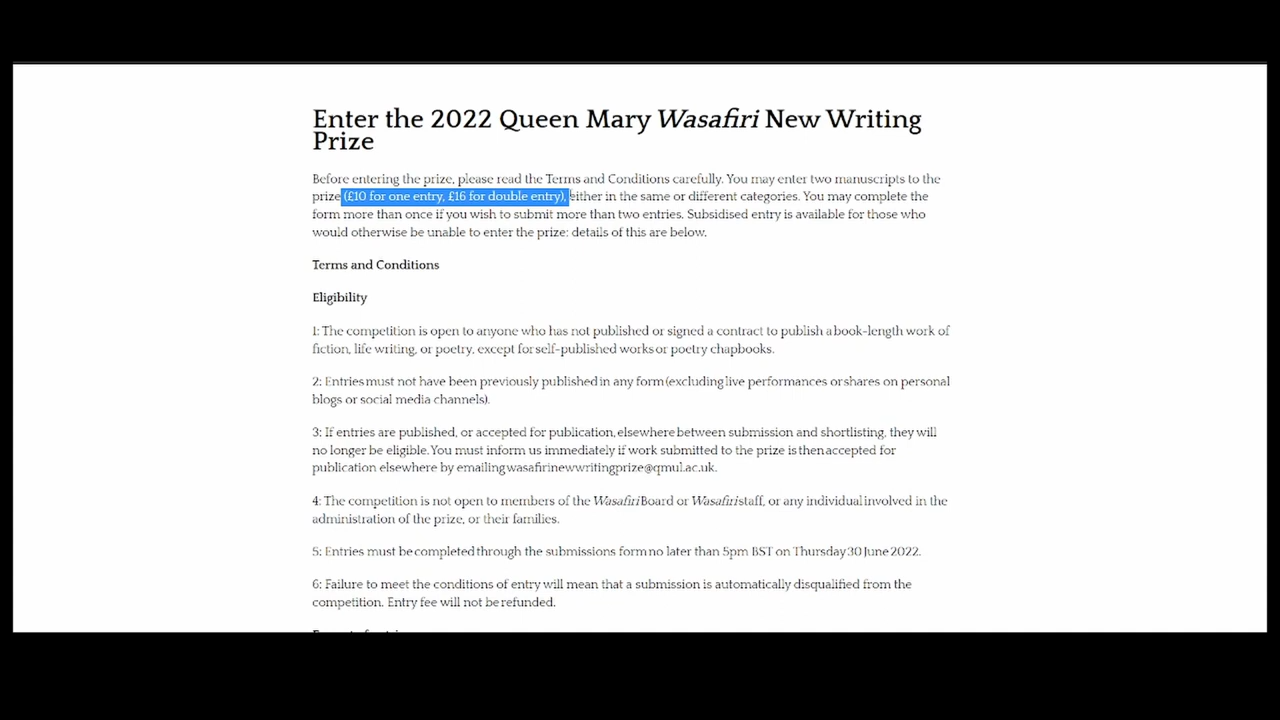 Enter the 2022 Queen Mary Wasafiri New Writing
Prize
Before entering the prize, please read the Terms and Conditions carefully. You may enter two manuscripts to the
prize (£10 for one entry, £16 for double entry), either in the same or different categories. You may complete the
form more than once if you wish to submit more than two entries. Subsidised entry is available for those who
would otherwise be unable to enter the prize: details of this are below.
Terms and Conditions
Eligibility
1: The competition is open to anyone who has not published or signed a contract to publish a book-length work of
fiction, life writing, or poetry, except for self-published works or poetry chapbooks.
2: Entries must not have been previously published in any form (excluding live performances or shares on personal
blogs or social media channels).
3: If entries are published, or accepted for publication, elsewhere between submission and shortlisting, they will
no longer be eligible. You must inform us immediately if work submitted to the prize is then accepted for
publication elsewhere by emailing wasafirinewwritingprize@qmul.ac.uk.
4: The competition is not open to members of the Wasafiri Board or Wasafiri staff, or any individual involved in the
administration of the prize, or their families.
5: Entries must be completed through the submissions form no later than 5pm BST on Thursday 30 June 2022.
6: Failure to meet the conditions of entry will mean that a submission is automatically disqualified from the
competition. Entry fee will not be refunded.